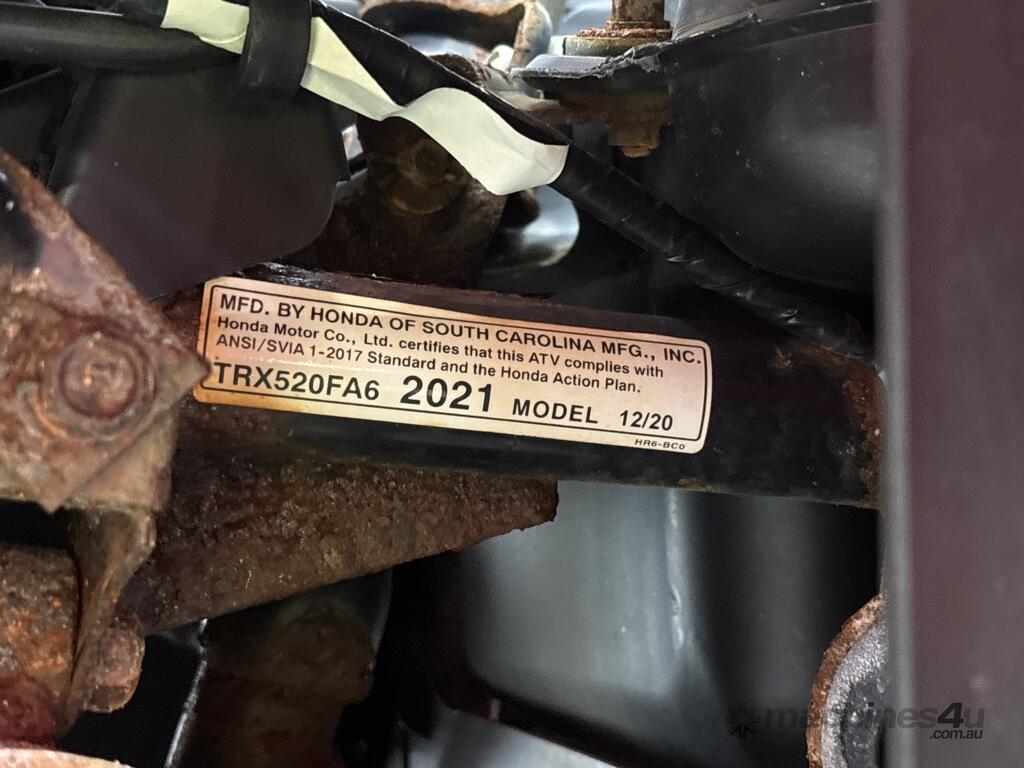 MFD. BY HONDA OF SOUTH CAROLINA MFG., INC.
Honda Motor Co., Ltd. certifies that this ATV complies with
ANSI/SVIA 1-2017 Standard and the Honda Action Plan.
TRX520FA6 2021 MODEL 12/20
HR6-BC0
machines4u
.com.au